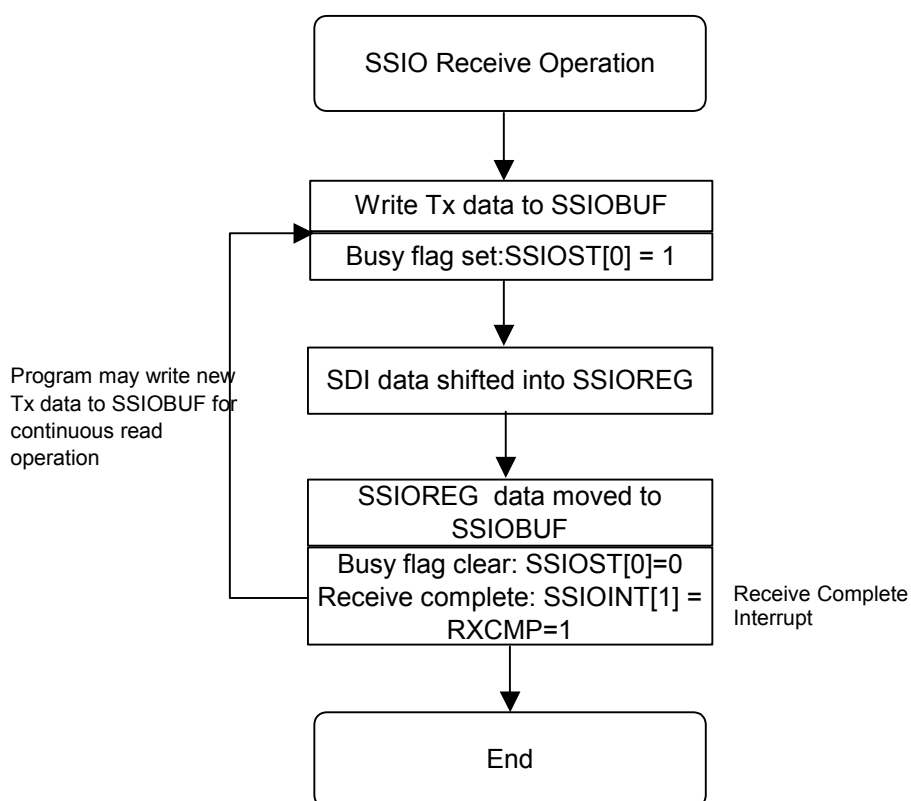 SSIO Receive Operation
Write Tx data to SSIOBUF
Busy flag set:SSIOST[0] = 1
SDI data shifted into SSIOREG
Program may write new
Tx data to SSIOBUF for
continuous read
operation
SSIOREG  data moved to
SSIOBUF
Busy flag clear: SSIOST[0]=0
Receive complete: SSIOINT[1] =
RXCMP=1
Receive Complete
Interrupt
End